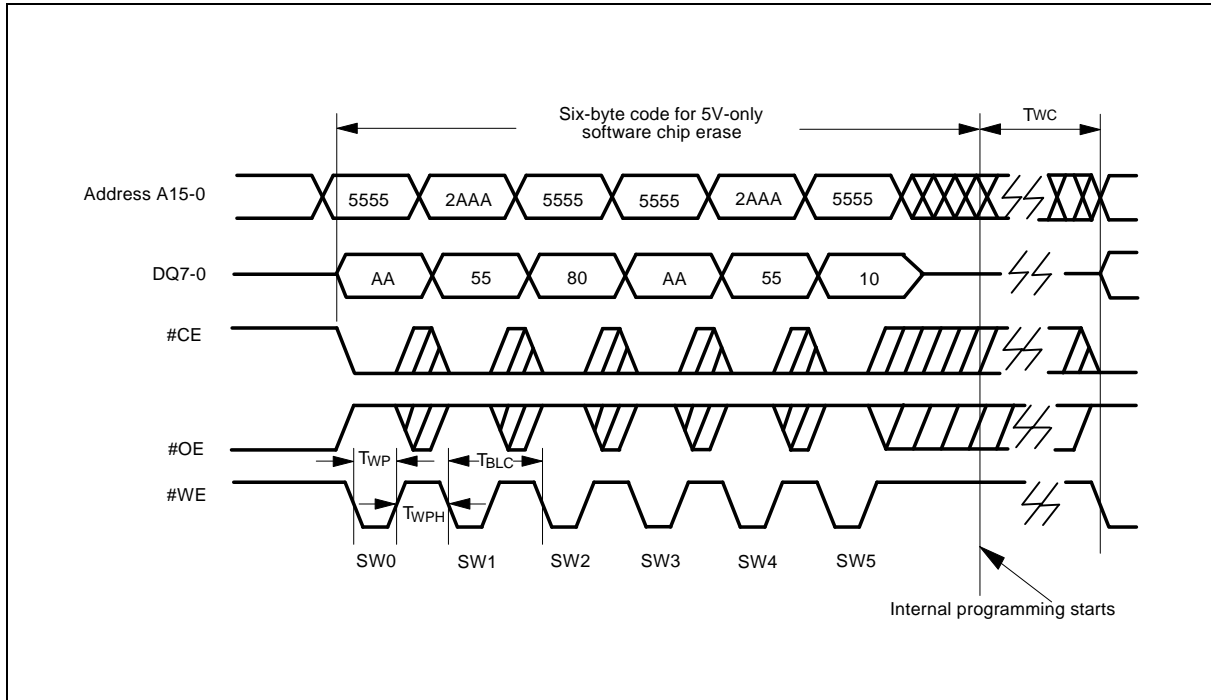 Six-byte code for 5V-only
software chip erase
TWC
Address A15-0
5555
2AAA
5555
5555
2AAA
5555
DQ7-0
AA
55
80
AA
55
10
#CE
#OE
TWP
TBLC
#WE
TWPH
SW0
SW1
SW2
SW3
SW4
SW5
Internal programming starts